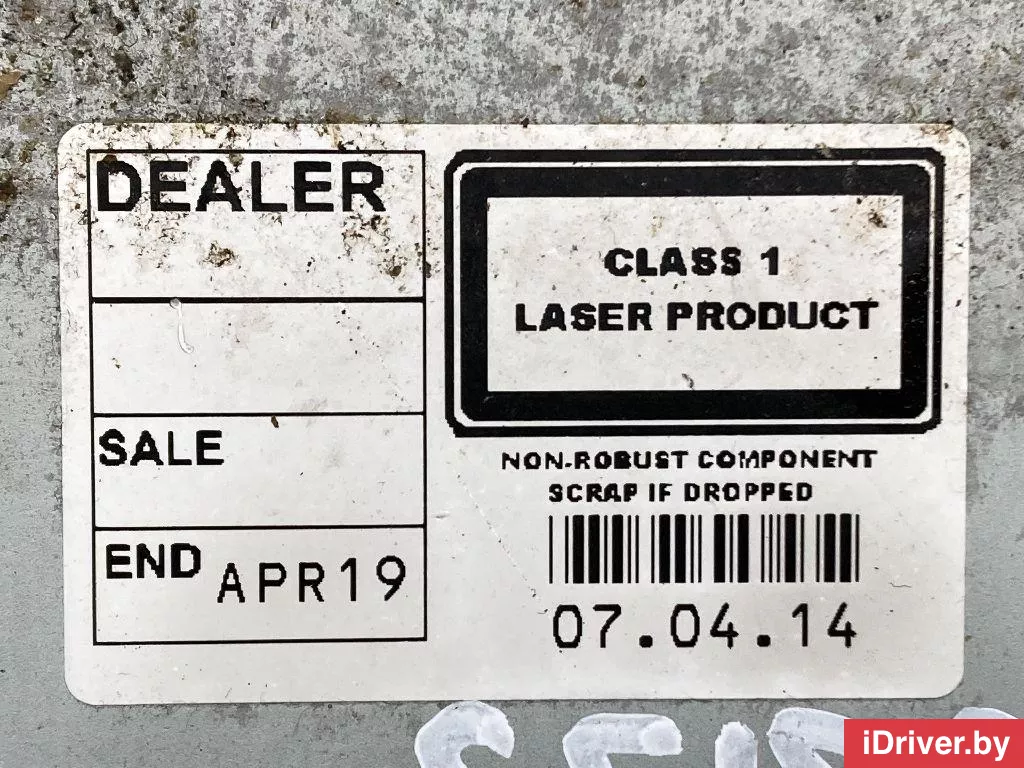 DEALER
SALE
END APR19
CLASS 1
LASER PRODUCT
NON-ROBUST COMPONENT
SCRAP IF DROPPED
07.04.14
iDriver.by